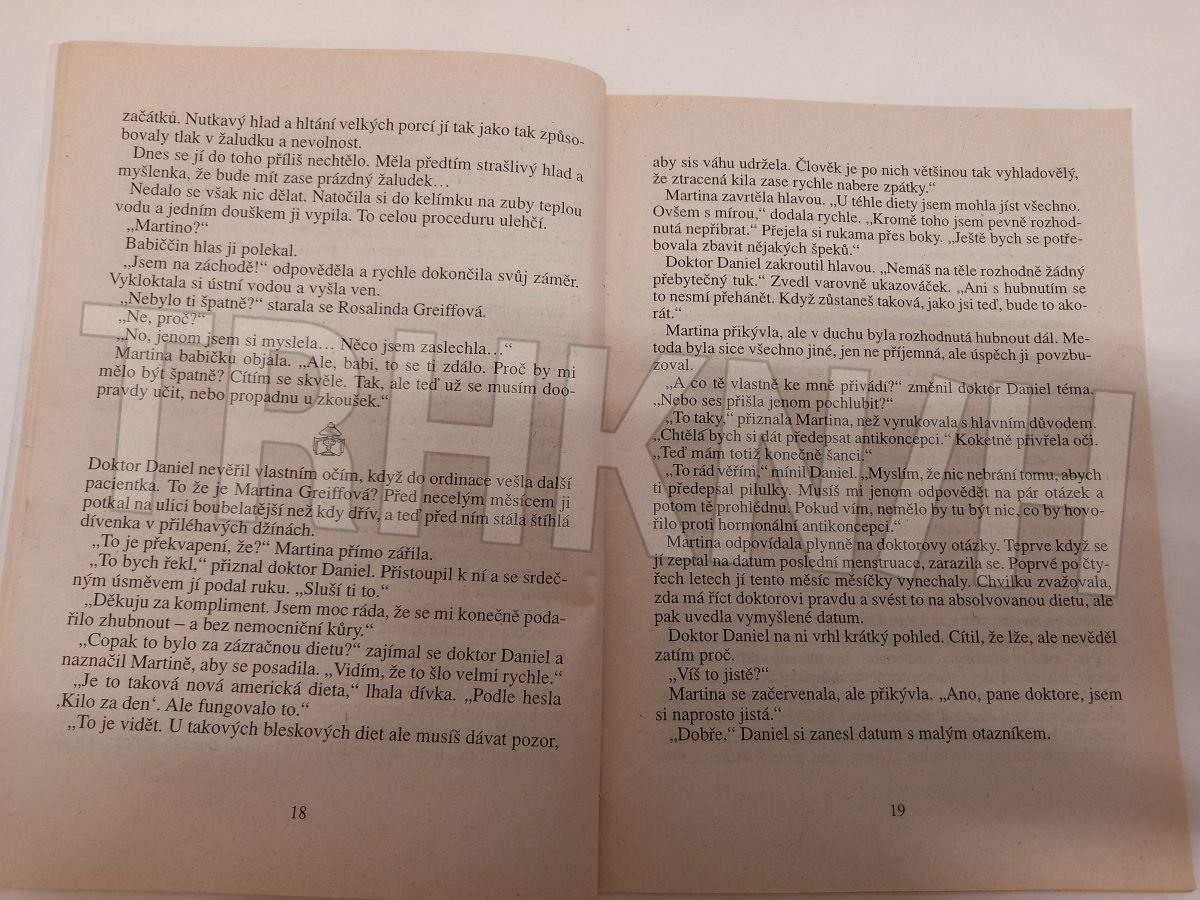 začátků. Nutkavý hlad a hltání velkých porcí jí tak jako tak způso-
bovaly tlak v žaludku a nevolnost.
Dnes se jí do toho příliš nechtělo. Měla předtím strašlivý hlad a
myšlenka, že bude mít zase prázdný žaludek…
Nedalo se však nic dělat. Natočila si do kelímku na zuby teplou
vodu a jedním douškem ji vypila. To celou proceduru ulehčí.
„Martino?“
Babiččin hlas ji polekal.
„Jsem na záchodě!“ odpověděla a rychle dokončila svůj záměr.
Vykloktala si ústní vodou a vyšla ven.
„Nebylo ti špatně?“ starala se Rosalinda Greiffová.
„Ne, proč?“
„No, jenom jsem si myslela… Něco jsem zaslechla…“
Martina babičku objala. „Ale, babi, to se ti zdálo. Proč by mi
mělo být špatně? Cítím se skvěle. Tak, ale teď už se musím doo-
pravdy učit, nebo propadnu u zkoušek.“
Doktor Daniel nevěřil vlastním očím, když do ordinace vešla další
pacientka. To že je Martina Greiffová? Před necelým měsícem ji
potkal na ulici boubelatější než kdy dřív, a teď před ním stála štíhlá
dívenka v přiléhavých džínách.
„To je překvapení, že?“ Martina přímo zářila.
„To bych řekl,“ přiznal doktor Daniel. Přistoupil k ní a se srdeč-
ným úsměvem jí podal ruku. „Sluší ti to.“
„Děkuju za kompliment. Jsem moc ráda, že se mi konečně poda-
řilo zhubnout – a bez nemocniční kůry.“
„Copak to bylo za zázračnou dietu?“ zajímal se doktor Daniel a
naznačil Martině, aby se posadila. „Vidím, že to šlo velmi rychle.“
„Je to taková nová americká dieta,“ lhala dívka. „Podle hesla
‚Kilo za den‘. Ale fungovalo to.“
„To je vidět. U takových bleskových diet ale musíš dávat pozor,
18
aby sis váhu udržela. Člověk je po nich většinou tak vyhladovělý,
že ztracená kila zase rychle nabere zpátky.“
Martina zavrtěla hlavou. „U téhle diety jsem mohla jíst všechno.
Ovšem s mírou,“ dodala rychle. „Kromě toho jsem pevně rozhod-
nutá nepřibrat.“ Přejela si rukama přes boky. „Ještě bych se potře-
bovala zbavit nějakých špeků.“
Doktor Daniel zakroutil hlavou. „Nemáš na těle rozhodně žádný
přebytečný tuk.“ Zvedl varovně ukazováček. „Ani s hubnutím se
to nesmí přehánět. Když zůstaneš taková, jako jsi teď, bude to ako-
rát.“
Martina přikývla, ale v duchu byla rozhodnutá hubnout dál. Me-
toda byla sice všechno jiné, jen ne příjemná, ale úspěch ji povzbu-
zoval.
„A co tě vlastně ke mně přivádí?“ změnil doktor Daniel téma.
„Nebo ses přišla jenom pochlubit?“
„To taky,“ přiznala Martina, než vyrukovala s hlavním důvodem.
„Chtěla bych si dát předepsat antikoncepci.“ Koketně přivřela oči.
„Teď mám totiž konečně šanci.“
„To rád věřím,“ mínil Daniel. „Myslím, že nic nebrání tomu, abych
ti předepsal pilulky. Musíš mi jenom odpovědět na pár otázek a
potom tě prohlédnu. Pokud vím, nemělo by tu být nic, co by hovo-
řilo proti hormonální antikoncepci.“
Martina odpovídala plynně na doktorovy otázky. Teprve když se
jí zeptal na datum poslední menstruace, zarazila se. Poprvé po čty-
řech letech jí tento měsíc měsíčky vynechaly. Chvilku zvažovala,
zda má říct doktorovi pravdu a svést to na absolvovanou dietu, ale
pak uvedla vymyšlené datum.
Doktor Daniel na ni vrhl krátký pohled. Cítil, že lže, ale nevěděl
zatím proč.
„Víš to jistě?“
Martina se začervenala, ale přikývla. „Ano, pane doktore, jsem
si naprosto jistá.“
„Dobře.“ Daniel si zanesl datum s malým otazníkem.
19